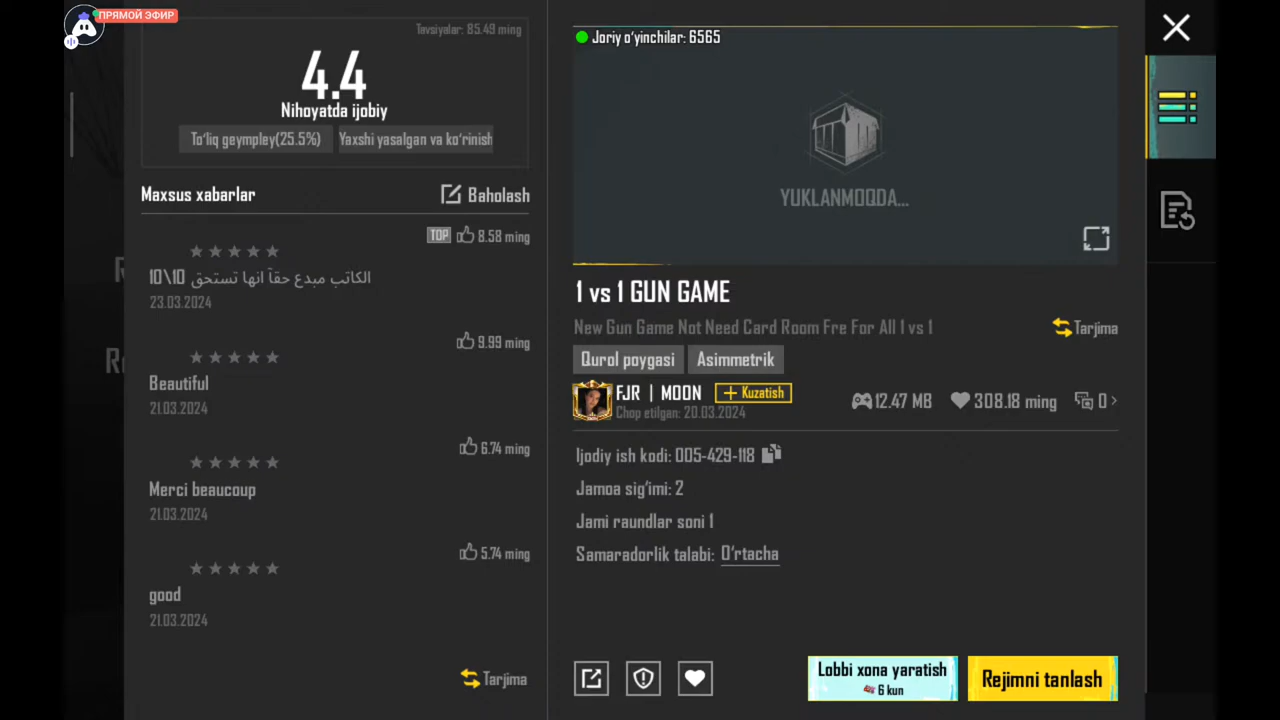 ПРЯМОЙ ЭФИР
Tavsiyalar: 85.49 ming
4.4
Nihoyatda ijobiy
To'liq geympley(25.5%)
Yaxshi yasalgan va ko'rinish
Maxsus xabarlar
Baholash
TOP 8.58 ming
الكاتب مبدع حقآ انها تستحق 10\10
23.03.2024
9.99 ming
Beautiful
21.03.2024
6.74 ming
Merci beaucoup
21.03.2024
5.74 ming
good
21.03.2024
Tarjima
Joriy o'yinchilar: 6565
YUKLANMOQDA...
1 vs 1 GUN GAME
New Gun Game Not Need Card Room Fre For All 1 vs 1
Tarjima
Qurol poygasi
Asimmetrik
FJR | MOON
+ Kuzatish
Chop etilgan: 20.03.2024
12.47 MB
308.18 ming
0 >
Ijodiy ish kodi: 005-429-118
Jamoa sig'imi: 2
Jami raundlar soni 1
Samaradorlik talabi: O'rtacha
Lobbi xona yaratish
6 kun
Rejimni tanlash